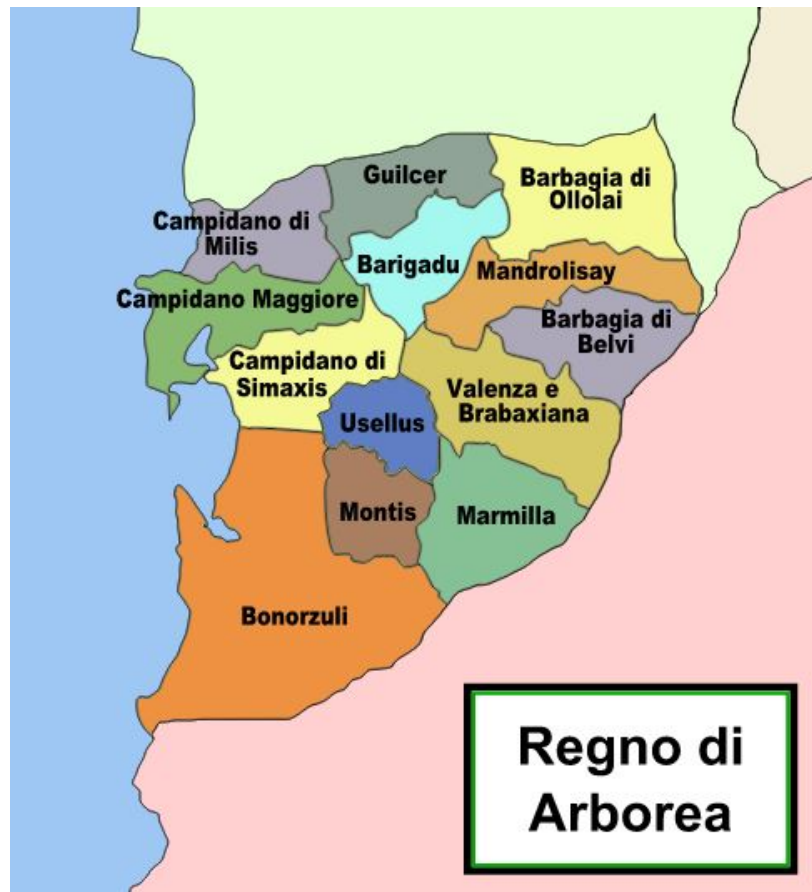 Guilcer
Barbagia di
Ollolai
Campidano di
Milis
Barigadu
Mandrolisay
Campidano Maggiore
Barbagia di
Belvi
Campidano di
Simaxis
Valenza e
Brabaxiana
Usellus
Montis
Marmilla
Bonorzuli
Regno di
Arborea